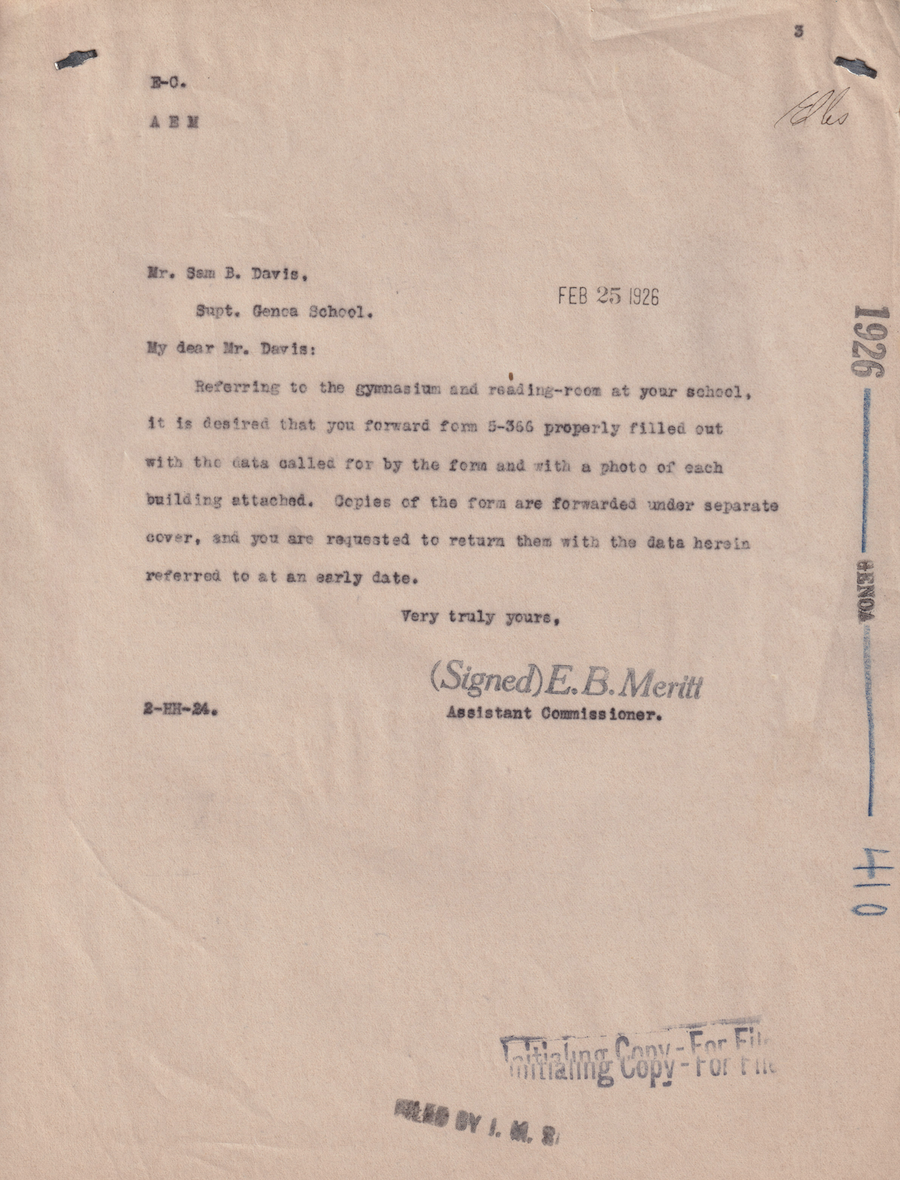 3
E-C.
A E M
Mr. Sam B. Davis,
FEB 25 1926
Supt. Genoa School.
My dear Mr. Davis:
Referring to the gymnasium and reading-room at your school,
it is desired that you forward form 5-366 properly filled out
with the data called for by the form and with a photo of each
building attached. Copies of the form are forwarded under separate
cover, and you are requested to return them with the data herein
referred to at an early date.
Very truly yours,
(Signed) E. B. Meritt
2-HH-24.
Assistant Commissioner.
1926
GENOA
410
Initialing Copy - For File
Initialing Copy - For File
FILED BY I. M. S.